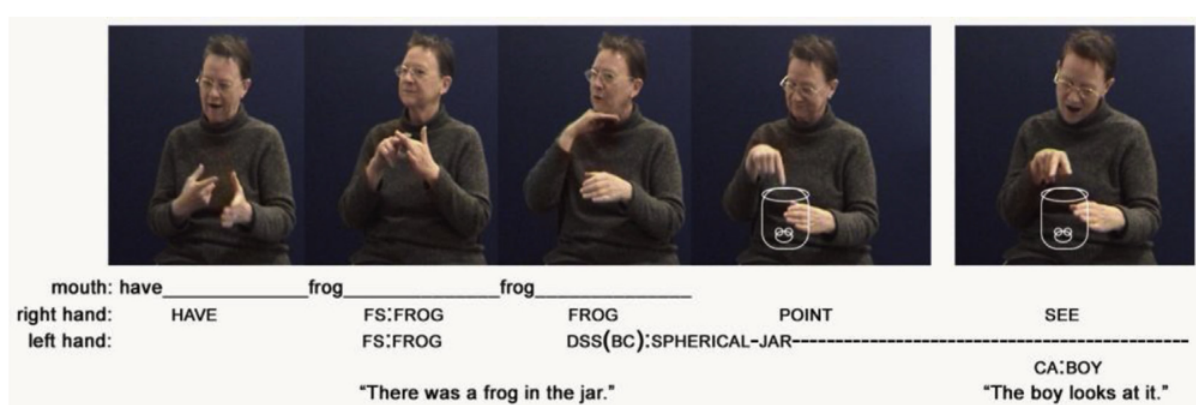 mouth: have_____________frog______________frog______________
right hand: HAVE FS:FROG FROG POINT SEE
left hand: FS:FROG DSS(BC):SPHERICAL-JAR---------------------------------------------
CA:BOY
"There was a frog in the jar." "The boy looks at it."